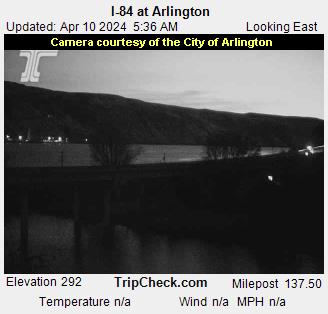 I-84 at Arlington
Updated: Apr 10 2024 5:36 AM Looking East
Camera courtesy of the City of Arlington
Elevation 292 TripCheck.com Milepost 137.50
Temperature n/a Wind n/a MPH n/a